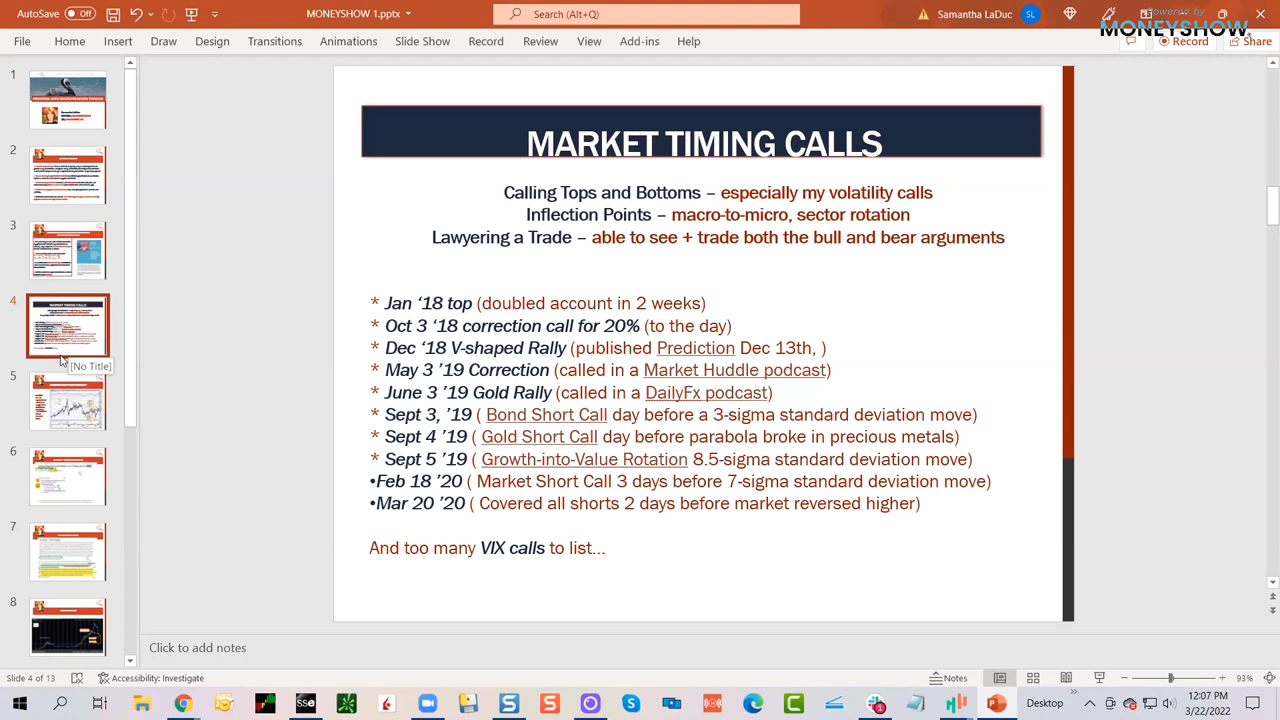 AutoSave
Off
MONEYSHOW 1.pptx
Search (Alt+Q)
Samantha LaDuc
SL
Powered by
MONEYSHOW
File
Home
Insert
Draw
Design
Transitions
Animations
Slide Show
Record
Review
View
Add-ins
Help
Record
Share
1
2
3
4
6
7
8
[No Title]
MARKET TIMING CALLS
Calling Tops and Bottoms – especially my volatility calls
Inflection Points – macro-to-micro, sector rotation
Lawyering a Trade – able to see + trade both the bull and bear arguments
* Jan ‘18 top (doubled account in 2 weeks)
* Oct 3 ‘18 correction call for 20% (to the day)
* Dec ‘18 V-shaped Rally (published Prediction Dec 13th, )
* May 3 ’19 Correction (called in a Market Huddle podcast)
* June 3 ’19 Gold Rally (called in a DailyFx podcast)
* Sept 3, ’19 ( Bond Short Call day before a 3-sigma standard deviation move)
* Sept 4 ’19 ( Gold Short Call day before parabola broke in precious metals)
* Sept 5 ’19 ( Growth-into-Value Rotation 8.5-sigma standard deviation move)
•Feb 18 ’20 ( Market Short Call 3 days before 7-sigma standard deviation move)
•Mar 20 ’20 ( Covered all shorts 2 days before market reversed higher)
And too many VIX calls to list...
Click to add notes
Slide 4 of 13
Accessibility: Investigate
Notes
93%
sse
Desktop
12:07 PM
3/22/2022